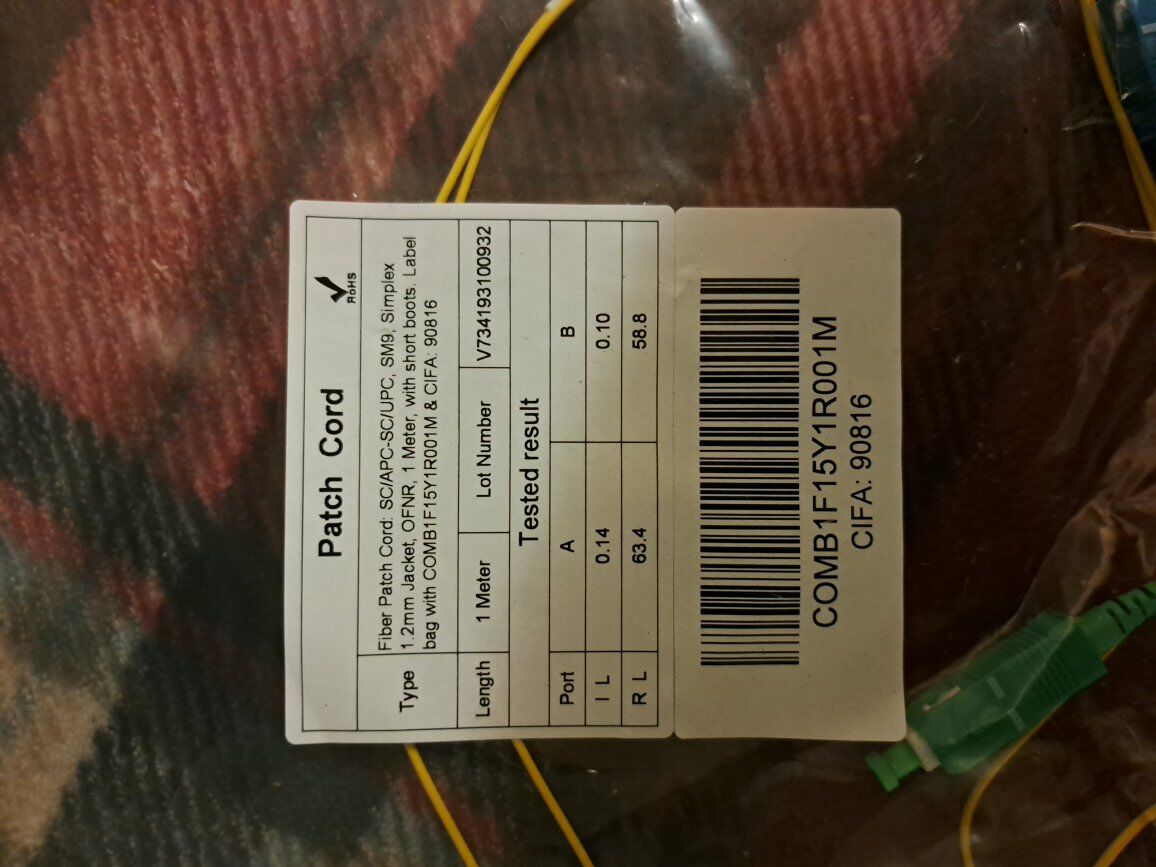 Patch Cord
RoHS
Type
Fiber Patch Cord: SC/APC-SC/UPC, SM9, Simplex
1.2mm Jacket, OFNR, 1 Meter, with short boots. Label
bag with COMB1F15Y1R001M & CIFA: 90816
Length 1 Meter Lot Number V734193100932
Tested result
Port A B
I L 0.14 0.10
R L 63.4 58.8
COMB1F15Y1R001M
CIFA: 90816